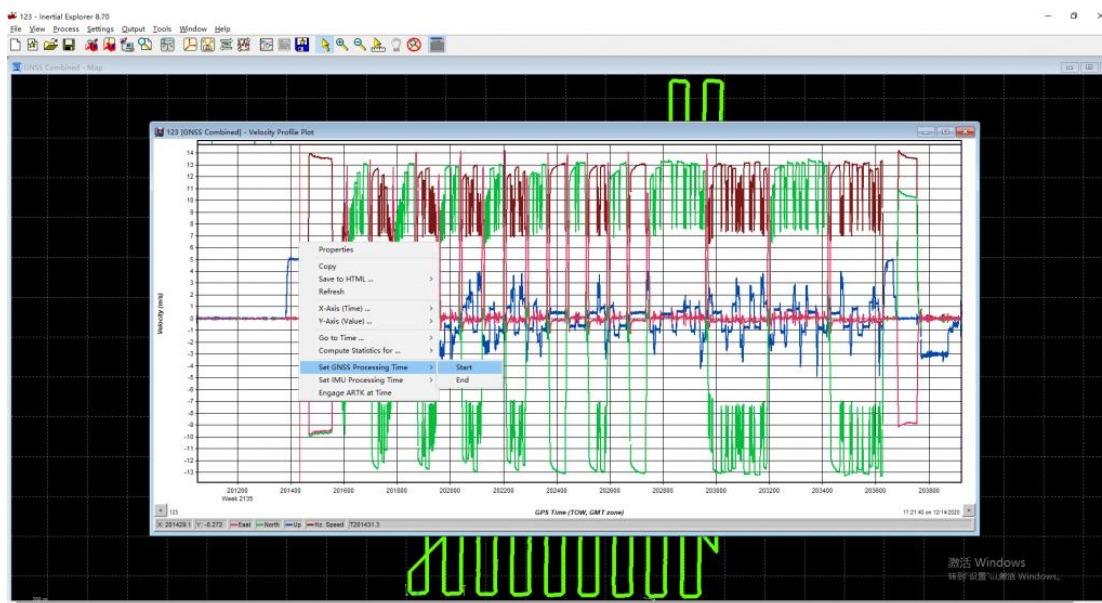 123 - Inertial Explorer 8.70
File View Process Settings Output Tools Window Help
GNSS Combined - Map
123 [GNSS Combined] - Velocity Profile Plot
14
13
12
11
10
9
8
7
6
5
4
3
2
1
0
-1
-2
-3
-4
-5
-6
-7
-8
-9
-10
-11
-12
-13
Velocity (m/s)
Properties
Copy
Save to HTML ...
Refresh
X-Axis (Time) ...
Y-Axis (Value) ...
Go to Time ...
Compute Statistics for ...
Set GNSS Processing Time
Start
Set IMU Processing Time
End
Engage ARTK at Time
201200 201400 201600 201800 202000 202200 202400 202600 202800 203000 203200 203400 203600 203800
Week 2135
123
GPS Time (TOW, GMT zone)
17:21:40 on 12/14/2020
X: 201429.1 Y: -0.272 East North Up Hz. Speed T201431.3
激活 Windows
转到"设置"以激活 Windows。
200 m